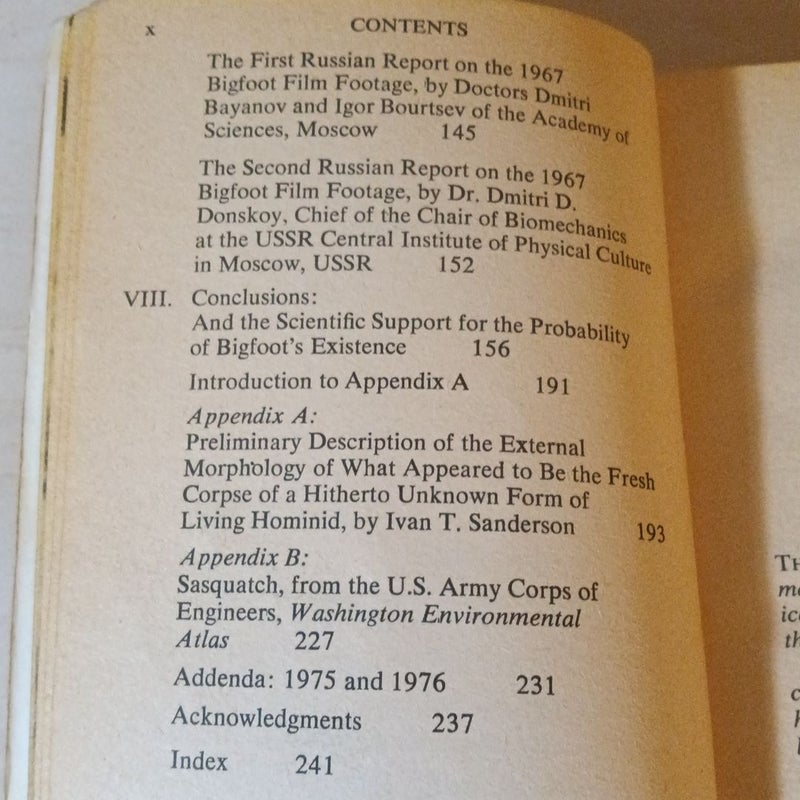 x CONTENTS
The First Russian Report on the 1967
Bigfoot Film Footage, by Doctors Dmitri
Bayanov and Igor Bourtsev of the Academy of
Sciences, Moscow 145
The Second Russian Report on the 1967
Bigfoot Film Footage, by Dr. Dmitri D.
Donskoy, Chief of the Chair of Biomechanics
at the USSR Central Institute of Physical Culture
in Moscow, USSR 152
VIII. Conclusions:
And the Scientific Support for the Probability
of Bigfoot's Existence 156
Introduction to Appendix A 191
Appendix A:
Preliminary Description of the External
Morphology of What Appeared to Be the Fresh
Corpse of a Hitherto Unknown Form of
Living Hominid, by Ivan T. Sanderson 193
Appendix B:
Sasquatch, from the U.S. Army Corps of
Engineers, Washington Environmental
Atlas 227
Addenda: 1975 and 1976 231
Acknowledgments 237
Index 241